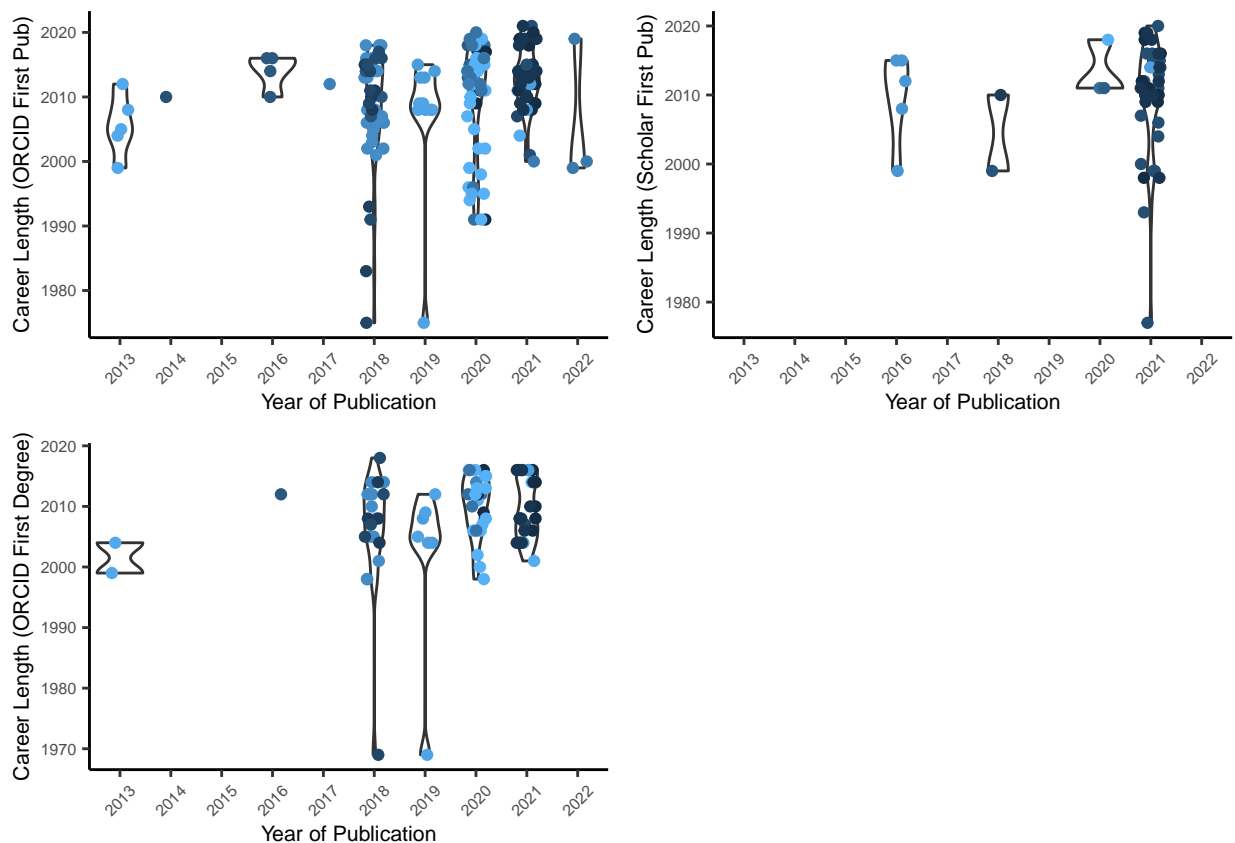 Career Length (ORCID First Pub)
2020
2010
2000
1990
1980
2013 2014 2015 2016 2017 2018 2019 2020 2021 2022
Year of Publication
Career Length (Scholar First Pub)
2020
2010
2000
1990
1980
2013 2014 2015 2016 2017 2018 2019 2020 2021 2022
Year of Publication
Career Length (ORCID First Degree)
2020
2010
2000
1990
1980
1970
2013 2014 2015 2016 2017 2018 2019 2020 2021 2022
Year of Publication